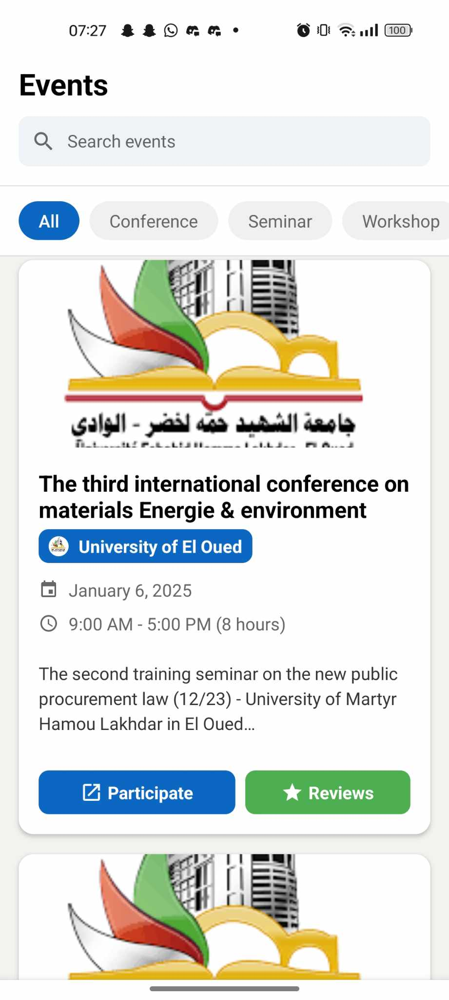 07:27
100
Events
Search events
All
Conference
Seminar
Workshop
جامعة الشهيد حمّه لخضر - الوادي
The third international conference on
materials Energie & environment
University of El Oued
January 6, 2025
9:00 AM - 5:00 PM (8 hours)
The second training seminar on the new public
procurement law (12/23) - University of Martyr
Hamou Lakhdar in El Oued...
Participate
Reviews